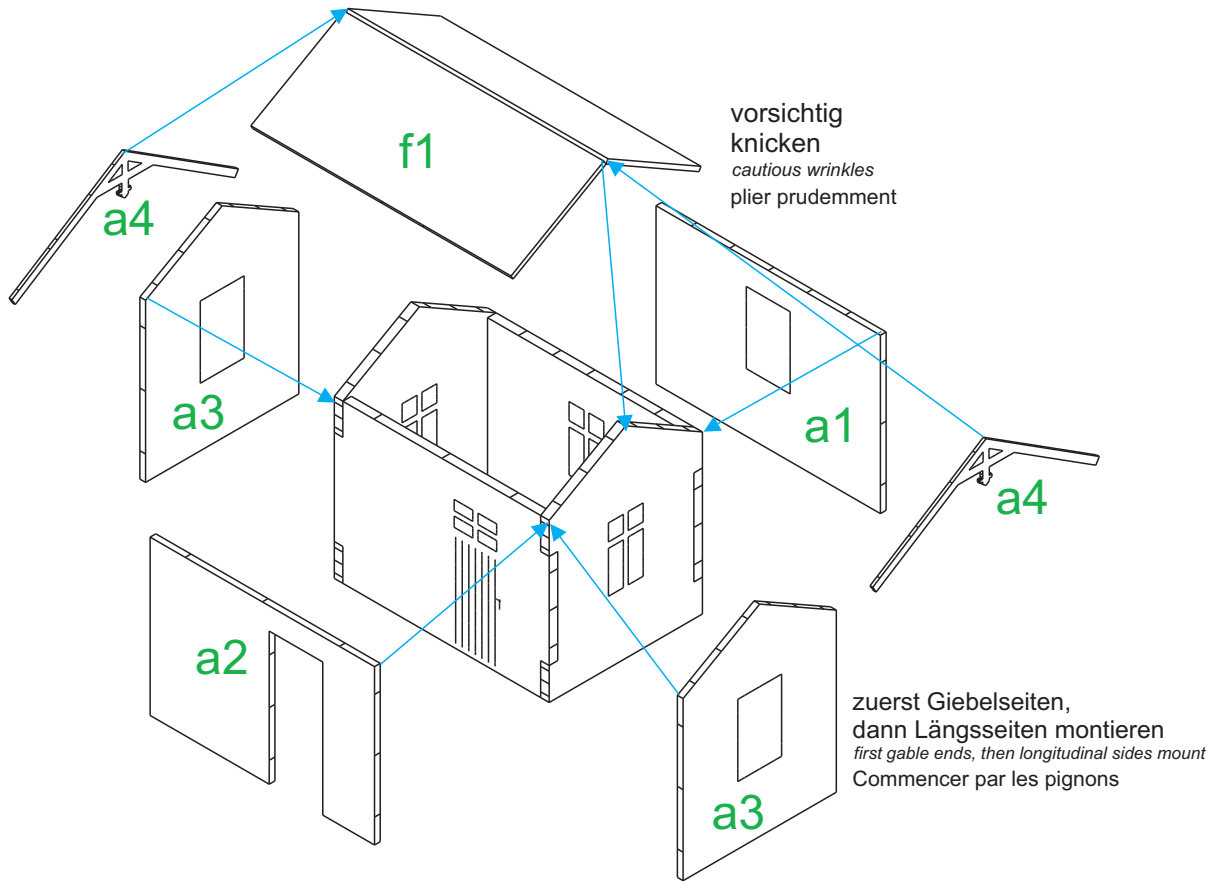 f1
vorsichtig
knicken
cautious wrinkles
plier prudemment
a4
a3
a1
a4
a2
zuerst Giebelseiten,
dann Längsseiten montieren
first gable ends, then longitudinal sides mount
Commencer par les pignons
a3